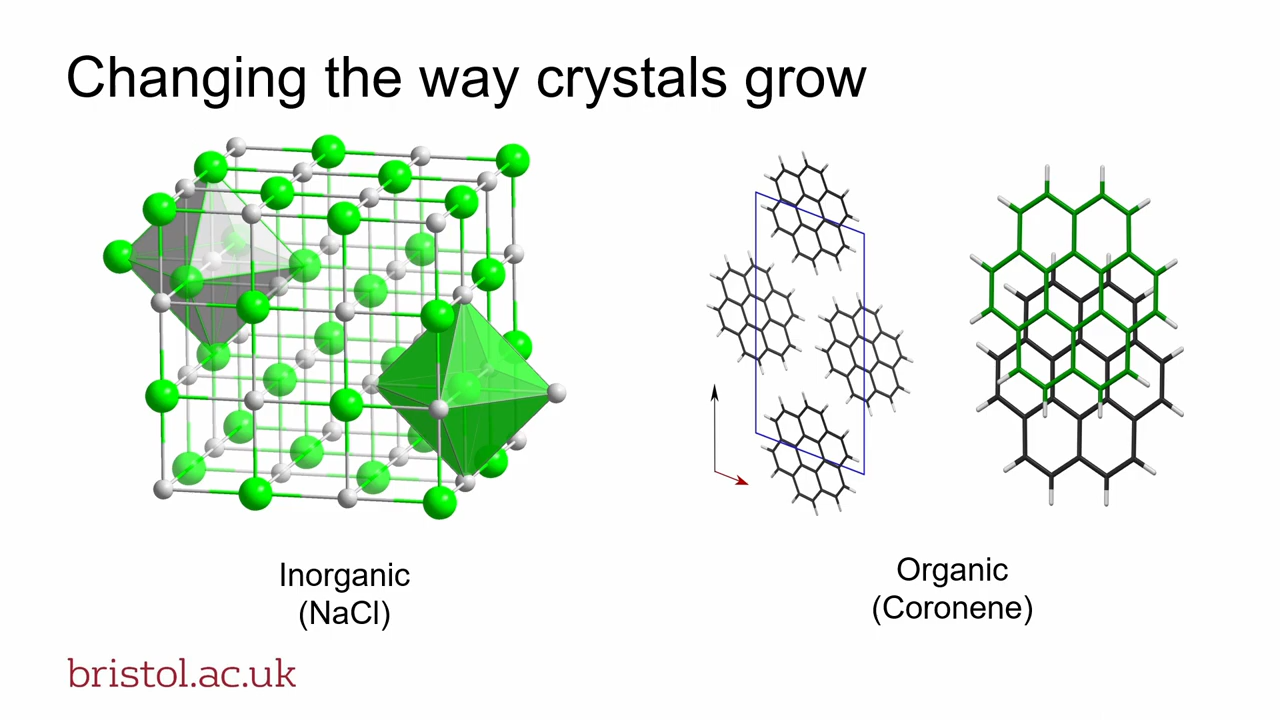 Changing the way crystals grow
Inorganic
(NaCl)
Organic
(Coronene)
bristol.ac.uk